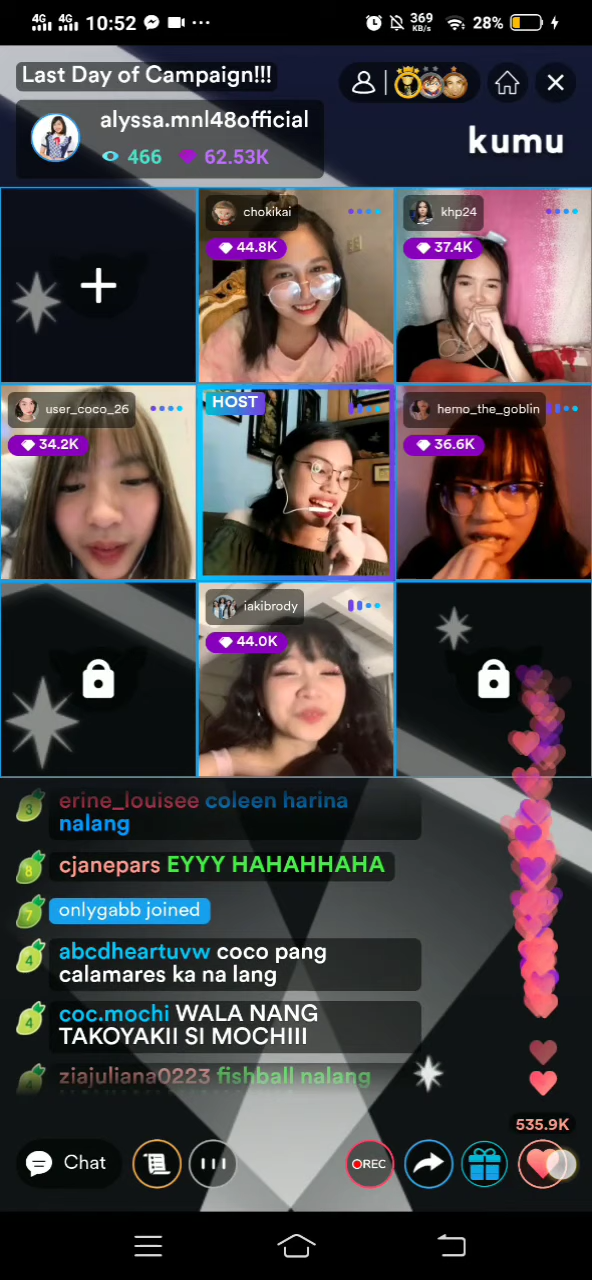 4G 4G 10:52 369 KB/s 28%
Last Day of Campaign!!!
alyssa.mnl48official
466 62.53K
kumu
chokikai
44.8K
khp24
37.4K
user_coco_26
34.2K
HOST
hemo_the_goblin
36.6K
iakibrody
44.0K
3 erine_louisee coleen harina
nalang
8 cjanepars EYYY HAHAHHAHA
7 onlygabb joined
4 abcdheartuvw coco pang
calamares ka na lang
4 coc.mochi WALA NANG
TAKOYAKII SI MOCHIII
4 ziajuliana0223 fishball nalang
535.9K
Chat
REC